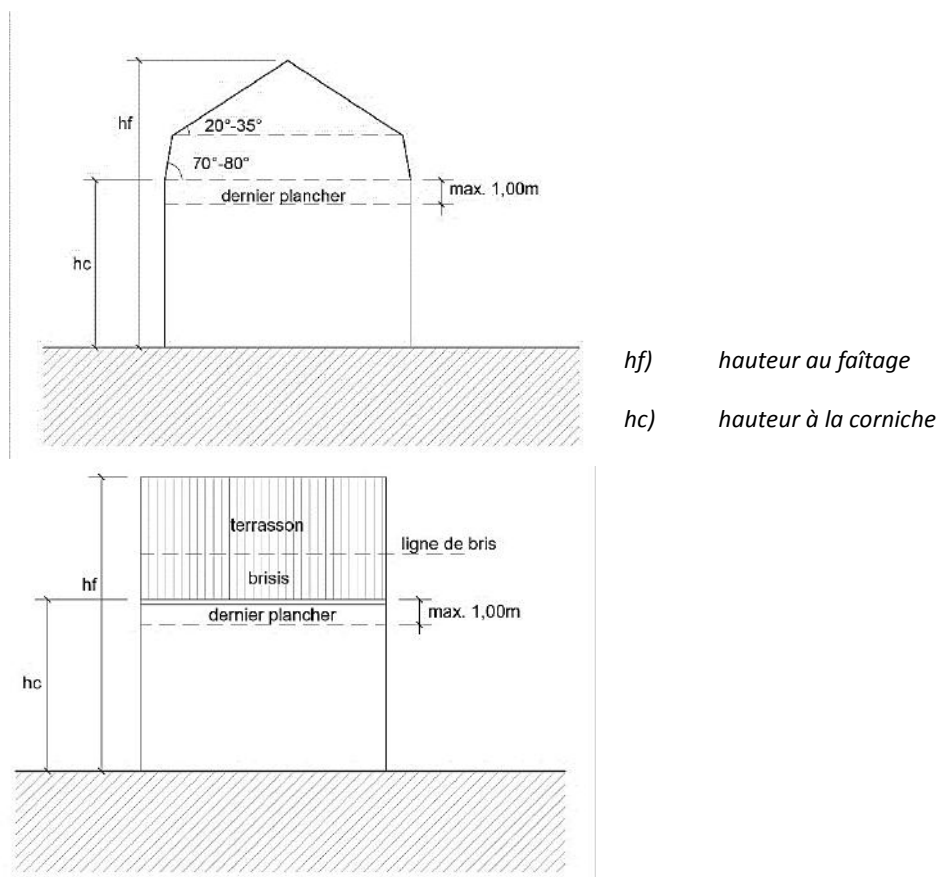 hf
20°-35°
70°-80°
max. 1,00m
dernier plancher
hc
hf) hauteur au faîtage
hc) hauteur à la corniche
terrasson
ligne de bris
hf
brisis
dernier plancher
max. 1,00m
hc